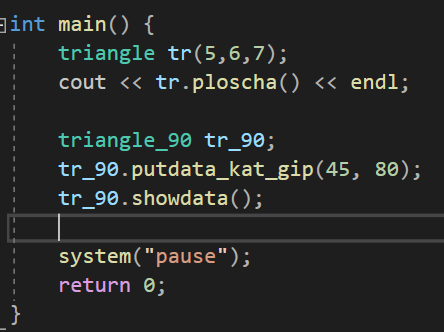 int main() {
    triangle tr(5,6,7);
    cout << tr.ploscha() << endl;

    triangle_90 tr_90;
    tr_90.putdata_kat_gip(45, 80);
    tr_90.showdata();

    system("pause");
    return 0;
}